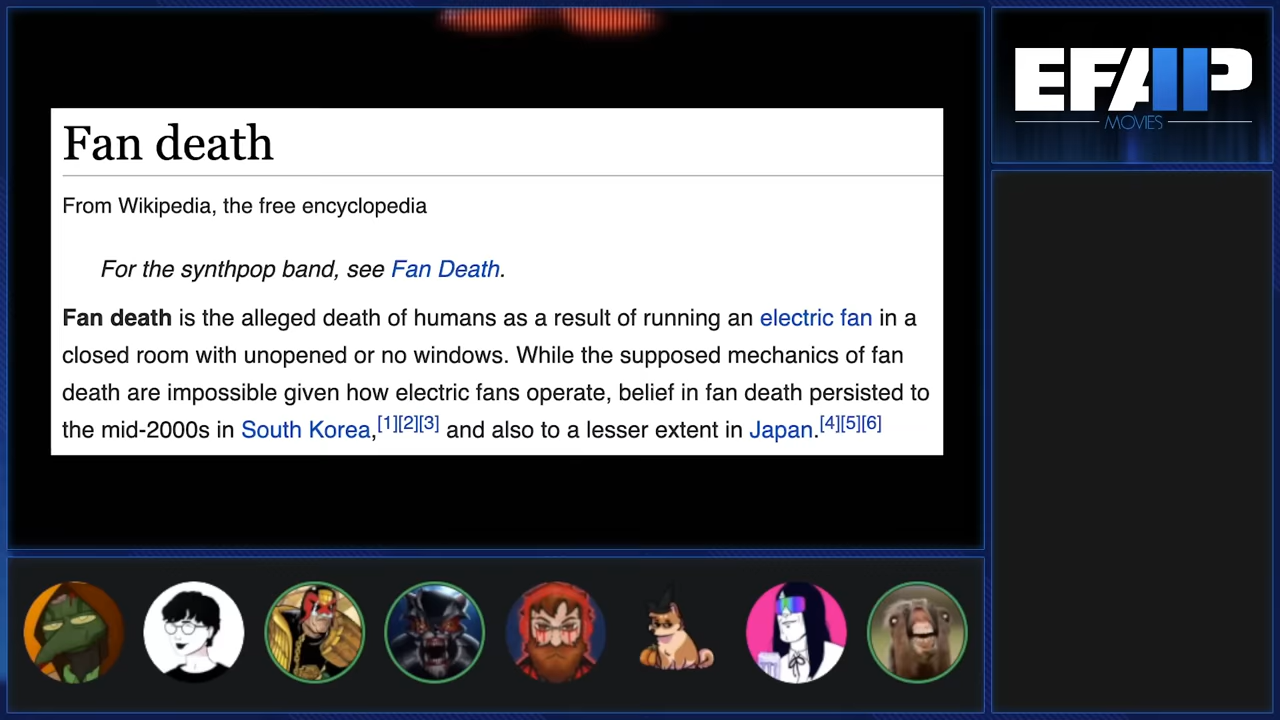 Fan death
From Wikipedia, the free encyclopedia
For the synthpop band, see Fan Death.
Fan death is the alleged death of humans as a result of running an electric fan in a
closed room with unopened or no windows. While the supposed mechanics of fan
death are impossible given how electric fans operate, belief in fan death persisted to
the mid-2000s in South Korea,[1][2][3] and also to a lesser extent in Japan.[4][5][6]
EFAP
MOVIES